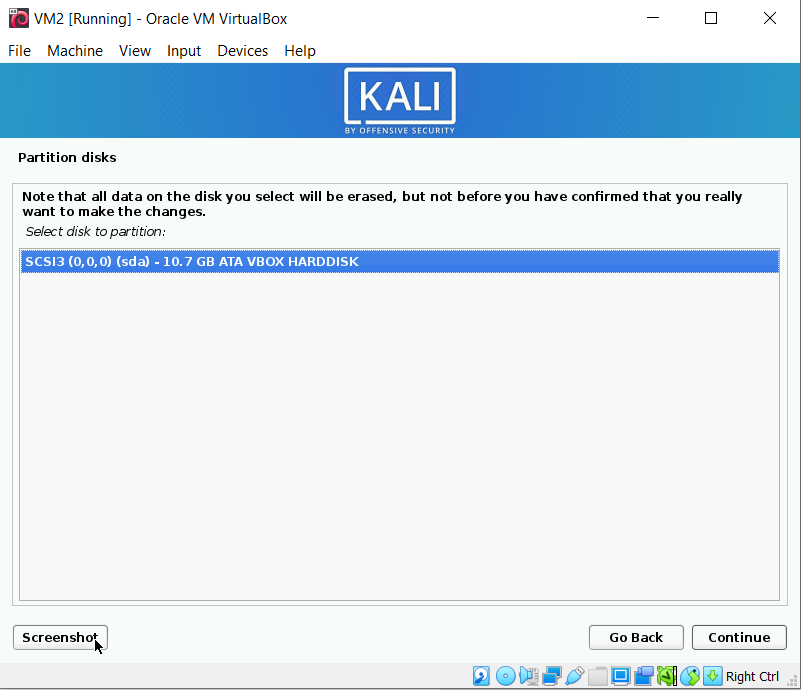 VM2 [Running] - Oracle VM VirtualBox
File Machine View Input Devices Help
KALI
BY OFFENSIVE SECURITY
Partition disks
Note that all data on the disk you select will be erased, but not before you have confirmed that you really
want to make the changes.
Select disk to partition:
SCSI3 (0,0,0) (sda) - 10.7 GB ATA VBOX HARDDISK
Screenshot Go Back Continue
Right Ctrl